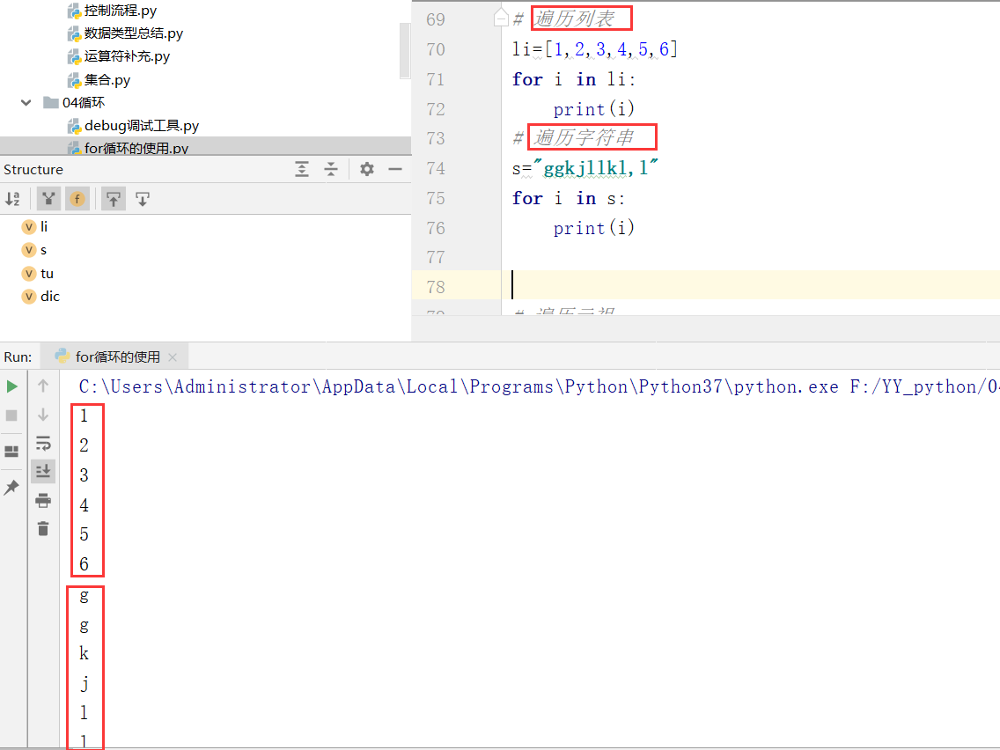 控制流程.py
数据类型总结.py
运算符补充.py
集合.py
04循环
debug调试工具.py
for循环的使用.py
Structure
li
s
tu
dic
69 # 遍历列表
70 li=[1,2,3,4,5,6]
71 for i in li:
72 print(i)
73 # 遍历字符串
74 s="ggkjllkl,l"
75 for i in s:
76 print(i)
77
78
Run: for循环的使用
C:\Users\Administrator\AppData\Local\Programs\Python\Python37\python.exe F:/YY_python/04
1
2
3
4
5
6
g
g
k
j
l
l